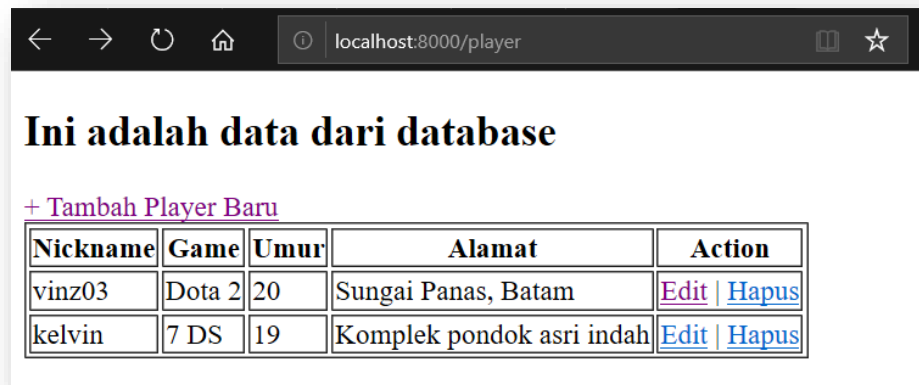 localhost:8000/player
Ini adalah data dari database
+ Tambah Player Baru
Nickname Game Umur Alamat Action
vinz03 Dota 2 20 Sungai Panas, Batam Edit | Hapus
kelvin 7 DS 19 Komplek pondok asri indah Edit | Hapus